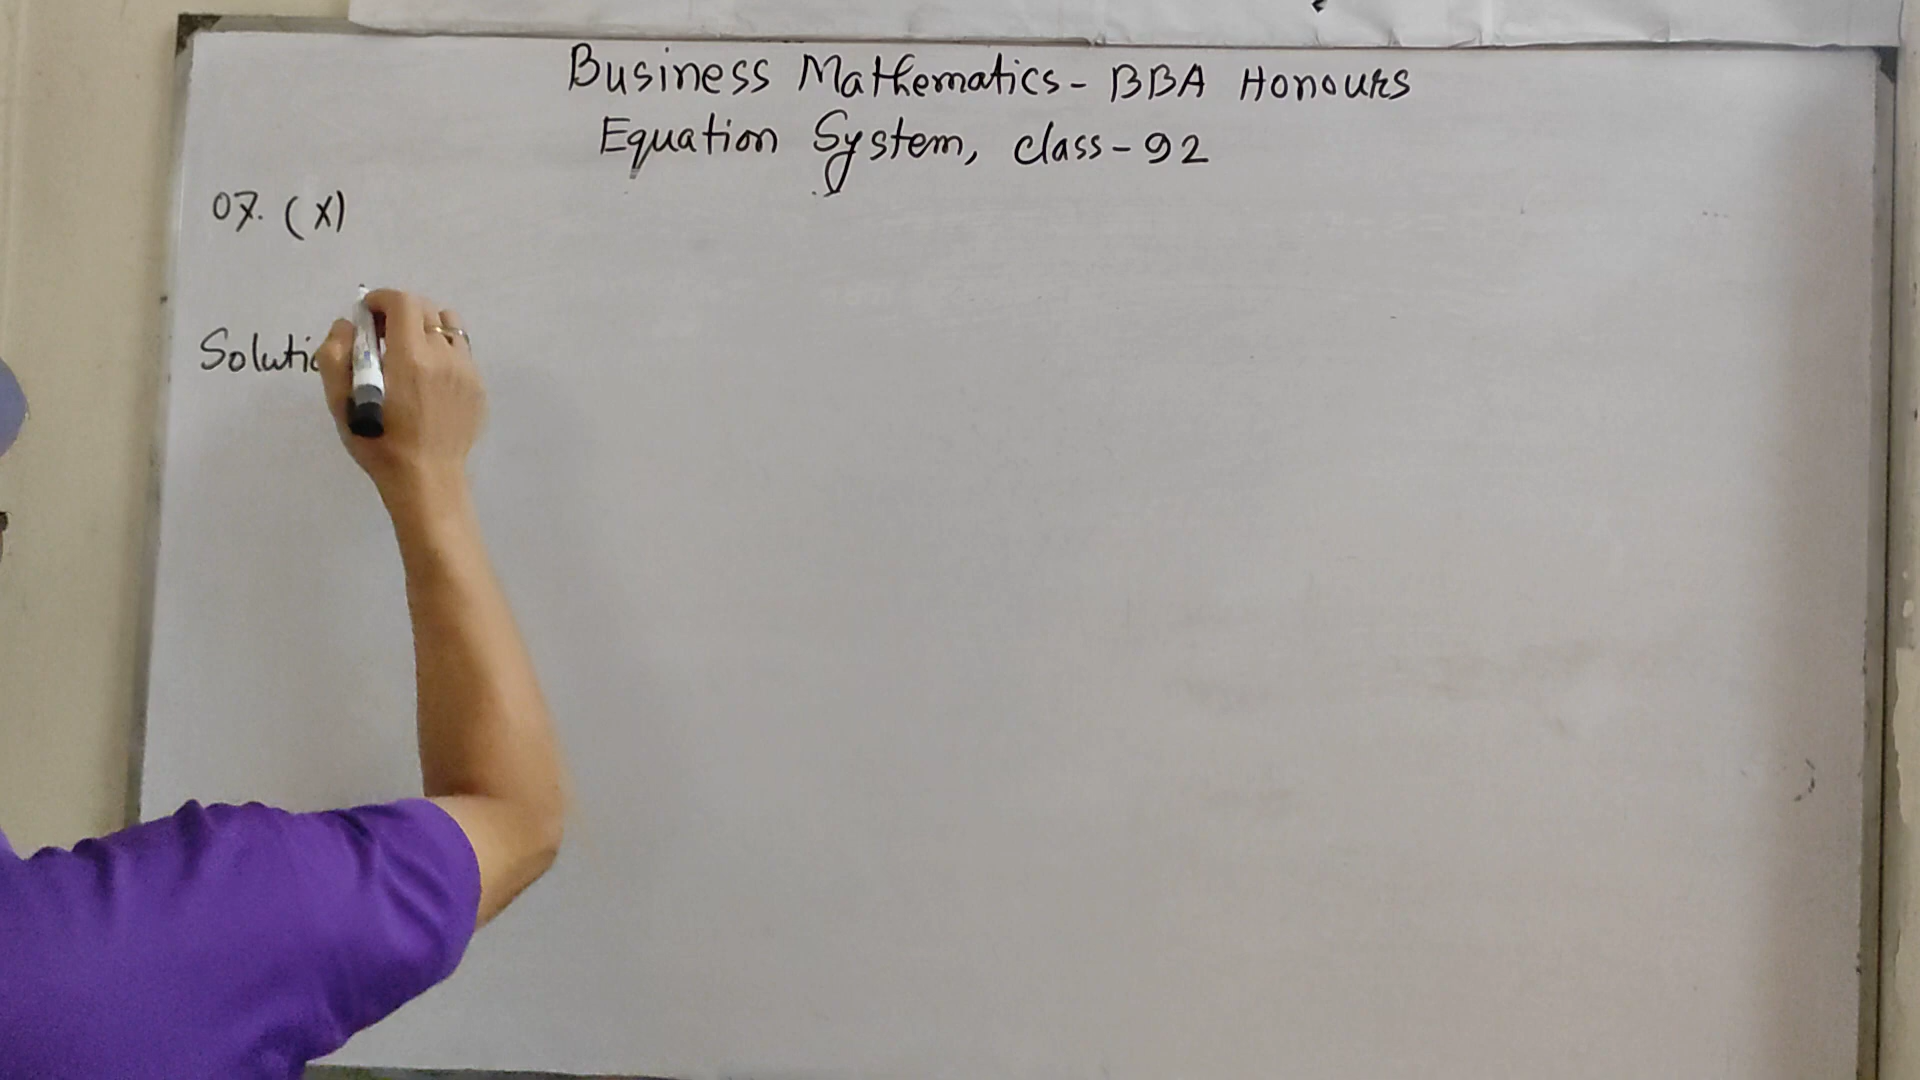 Business Mathematics- BBA Honours
Equation System, class-92
07. (X)
Solutio